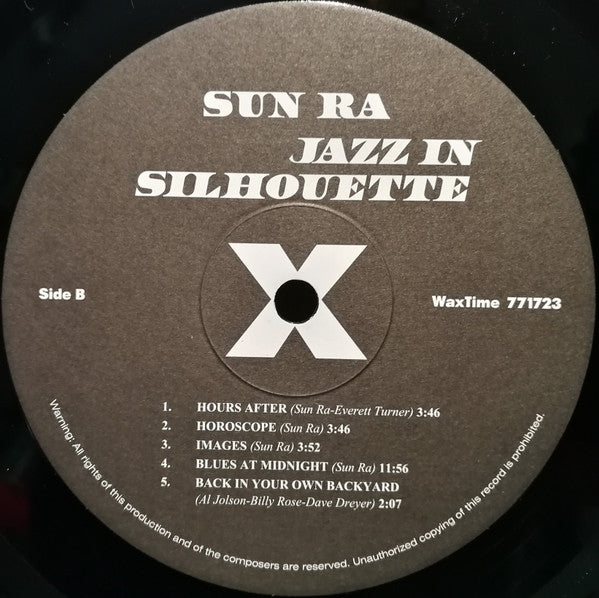 SUN RA
JAZZ IN
SILHOUETTE
X
Side B
WaxTime 771723
1. HOURS AFTER (Sun Ra-Everett Turner) 3:46
2. HOROSCOPE (Sun Ra) 3:46
3. IMAGES (Sun Ra) 3:52
4. BLUES AT MIDNIGHT (Sun Ra) 11:56
5. BACK IN YOUR OWN BACKYARD
(Al Jolson-Billy Rose-Dave Dreyer) 2:07
Warning: All rights of this production and of the composers are reserved. Unauthorized copying of this record is prohibited.